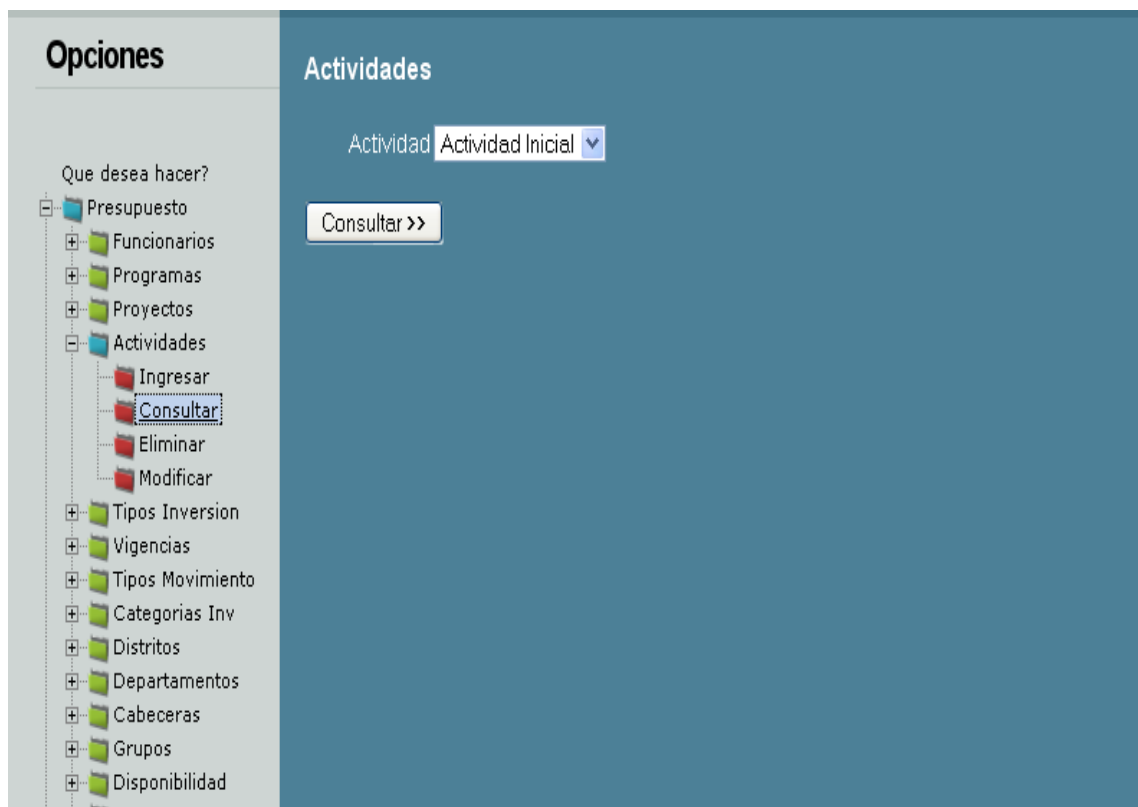 Opciones
Que desea hacer?
Presupuesto
Funcionarios
Programas
Proyectos
Actividades
Ingresar
Consultar
Eliminar
Modificar
Tipos Inversion
Vigencias
Tipos Movimiento
Categorias Inv
Distritos
Departamentos
Cabeceras
Grupos
Disponibilidad
Actividades
Actividad Actividad Inicial
Consultar >>